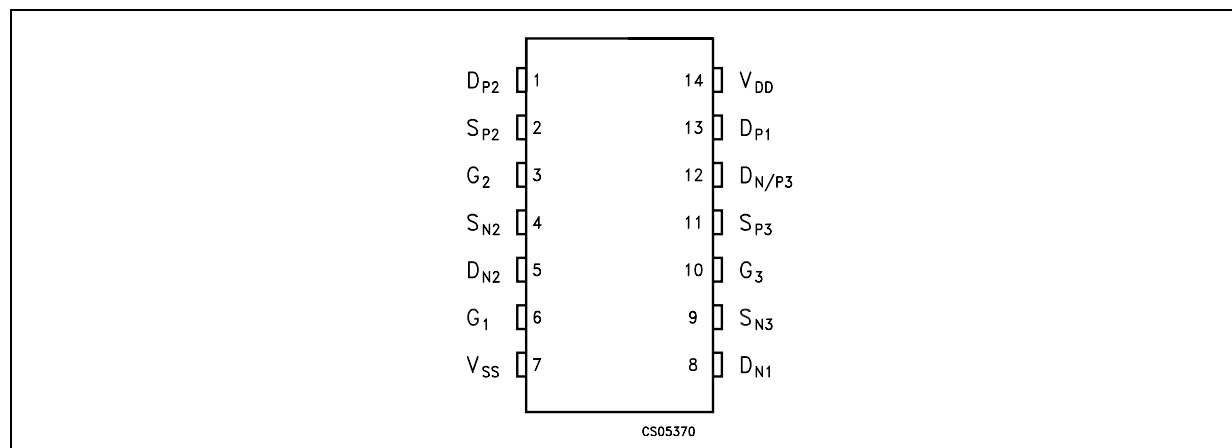 D_P2 1 14 V_DD
S_P2 2 13 D_P1
G_2 3 12 D_N/P3
S_N2 4 11 S_P3
D_N2 5 10 G_3
G_1 6 9 S_N3
V_SS 7 8 D_N1
CS05370